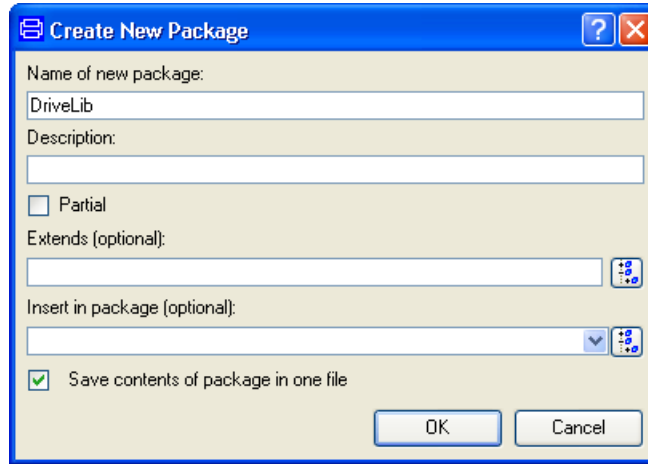 Create New Package
Name of new package:
DriveLib
Description:
Partial
Extends (optional):
Insert in package (optional):
Save contents of package in one file
OK Cancel